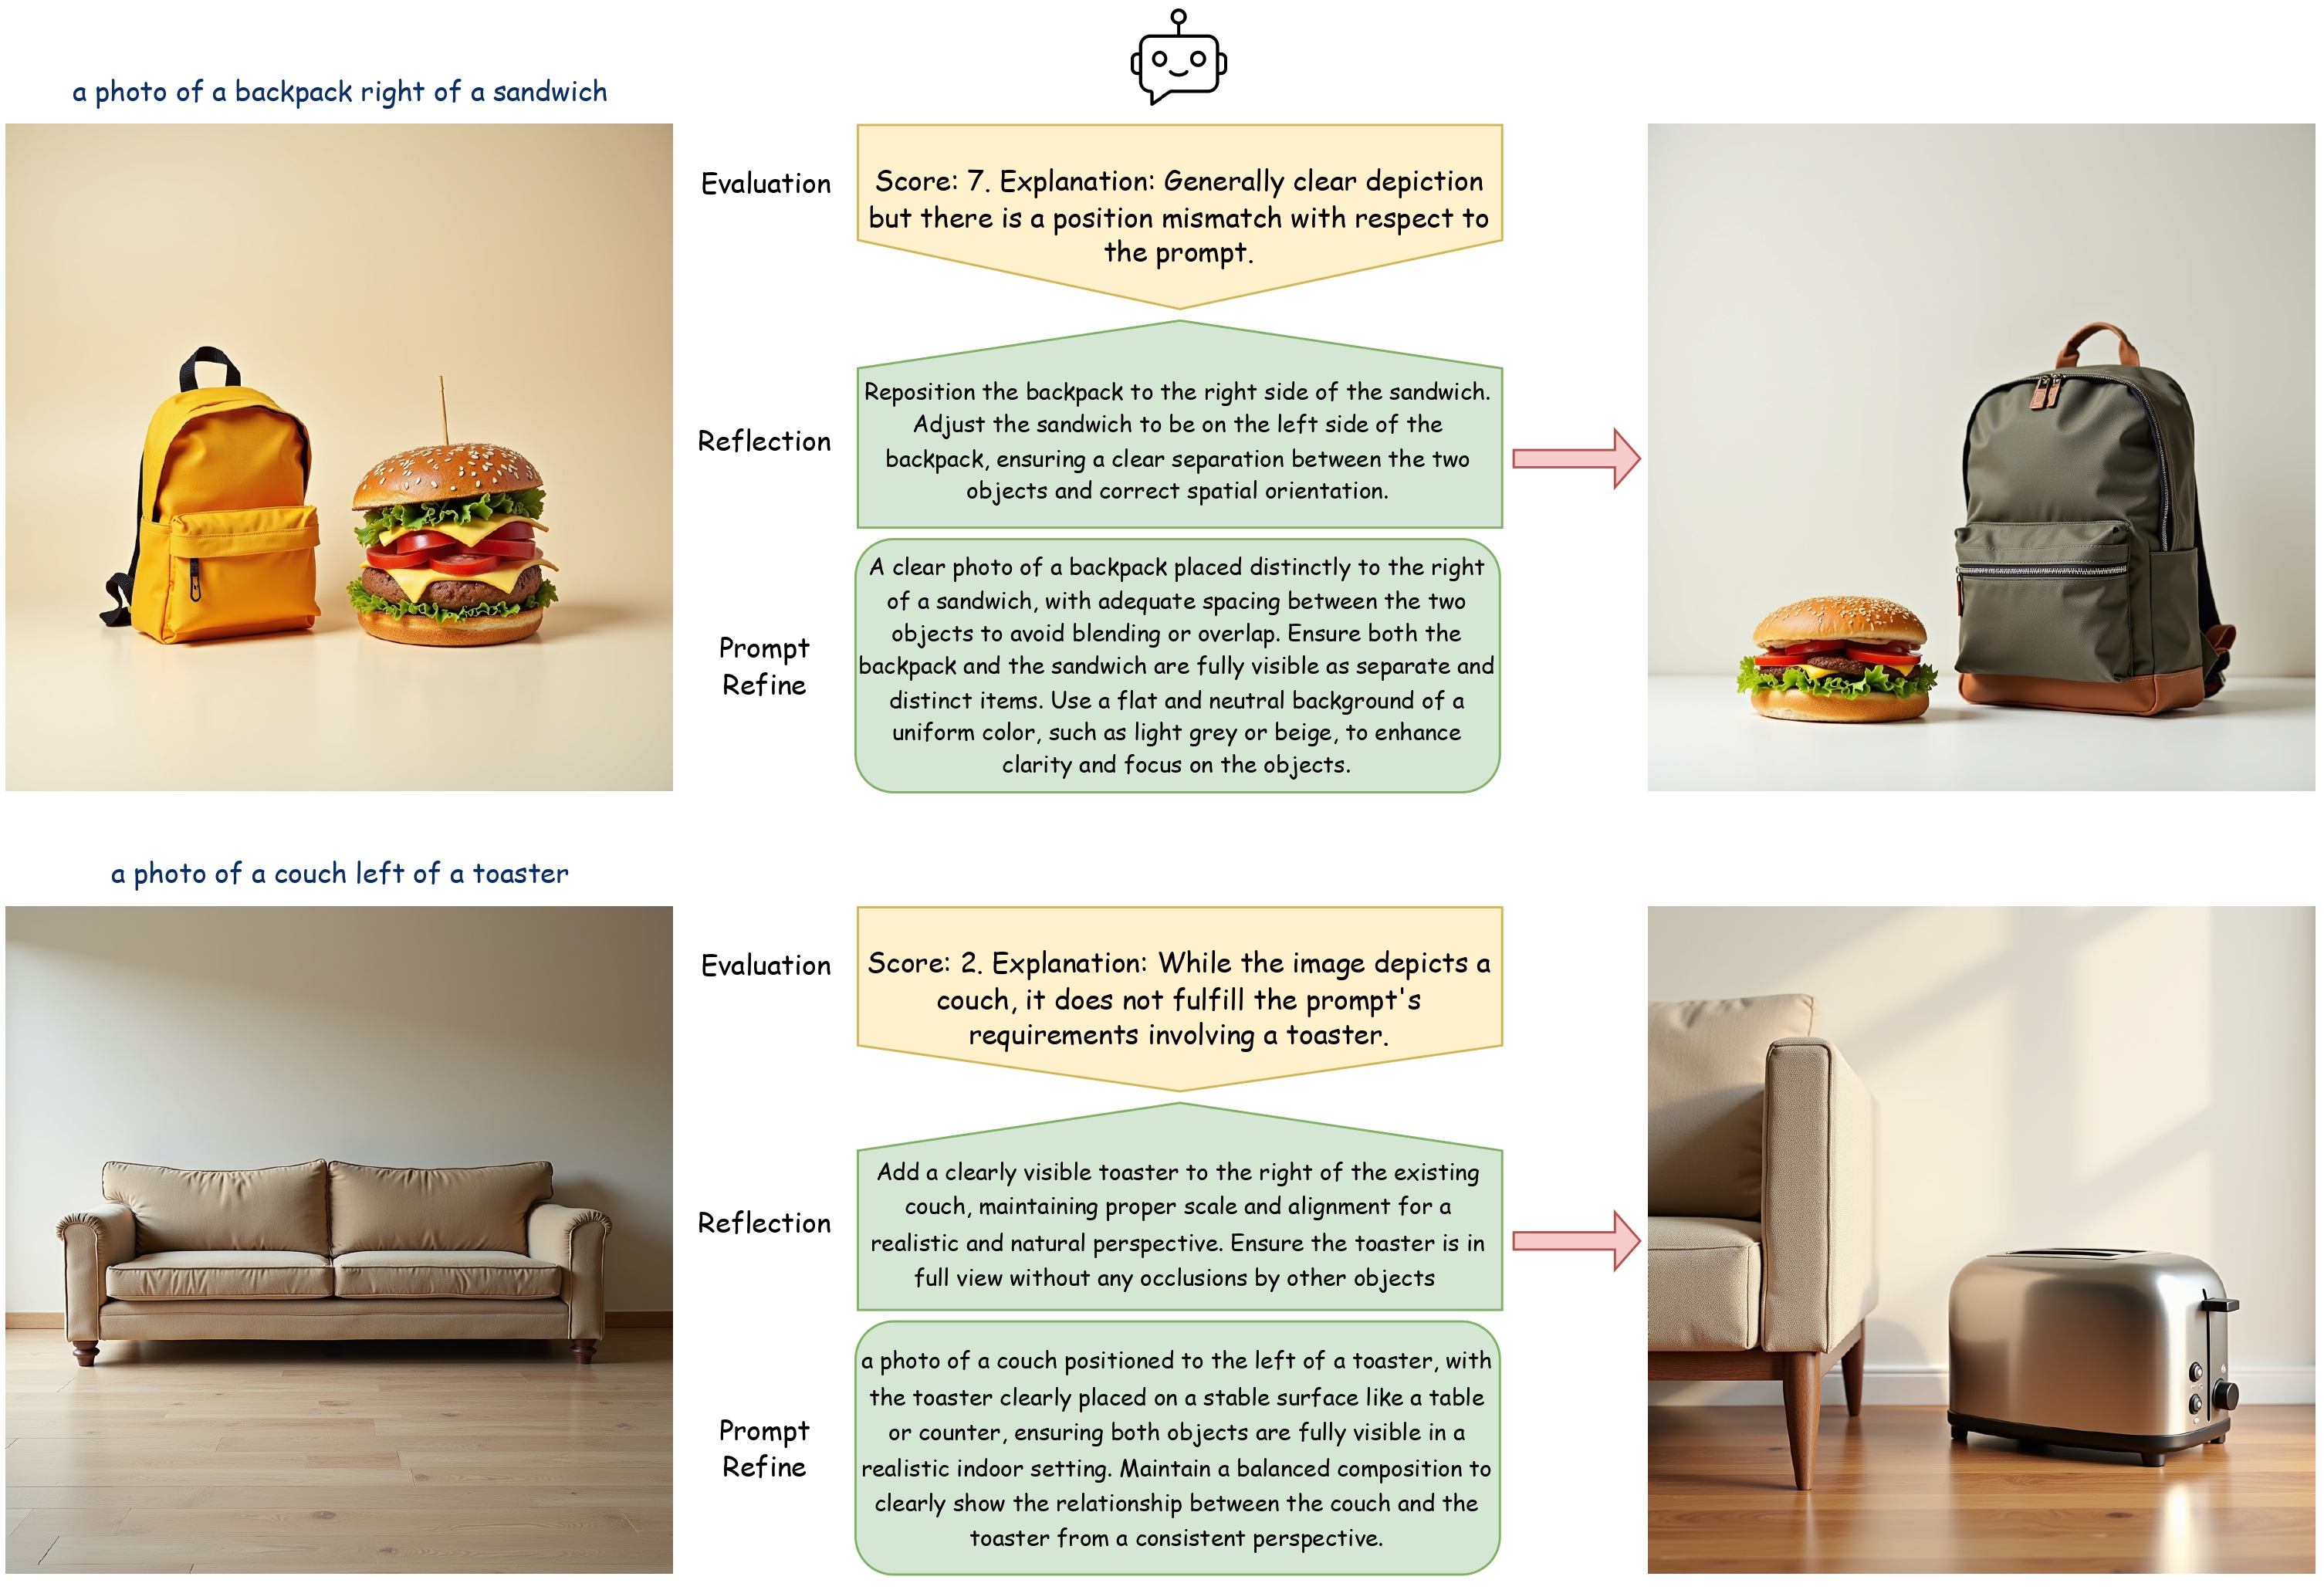 a photo of a backpack right of a sandwich
Evaluation
Score: 7. Explanation: Generally clear depiction
but there is a position mismatch with respect to
the prompt.
Reflection
Reposition the backpack to the right side of the sandwich.
Adjust the sandwich to be on the left side of the
backpack, ensuring a clear separation between the two
objects and correct spatial orientation.
Prompt
Refine
A clear photo of a backpack placed distinctly to the right
of a sandwich, with adequate spacing between the two
objects to avoid blending or overlap. Ensure both the
backpack and the sandwich are fully visible as separate and
distinct items. Use a flat and neutral background of a
uniform color, such as light grey or beige, to enhance
clarity and focus on the objects.
a photo of a couch left of a toaster
Evaluation
Score: 2. Explanation: While the image depicts a
couch, it does not fulfill the prompt's
requirements involving a toaster.
Reflection
Add a clearly visible toaster to the right of the existing
couch, maintaining proper scale and alignment for a
realistic and natural perspective. Ensure the toaster is in
full view without any occlusions by other objects
Prompt
Refine
a photo of a couch positioned to the left of a toaster, with
the toaster clearly placed on a stable surface like a table
or counter, ensuring both objects are fully visible in a
realistic indoor setting. Maintain a balanced composition to
clearly show the relationship between the couch and the
toaster from a consistent perspective.